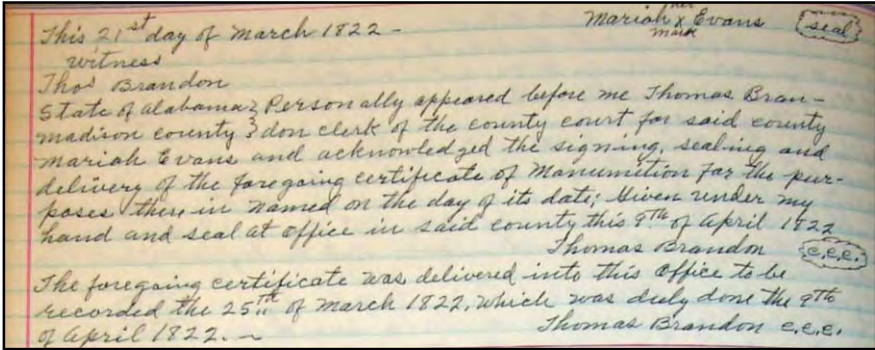 This 21st day of March 1822 - Mariah her x mark Evans (seal)
witness
Thos Brandon
State of Alabama } Personally appeared before me Thomas Bran-
madison county } don clerk of the county court for said county
Mariah Evans and acknowledged the signing, sealing and
delivery of the foregoing certificate of Manumition for the pur-
poses there in named on the day of its date; Given under my
hand and seal at office in said county this 9th of April 1822
Thomas Brandon (c.c.c.)
The foregoing certificate was delivered into this office to be
recorded the 25th of March 1822, which was duly done the 9th
of April 1822. - Thomas Brandon c.c.c.